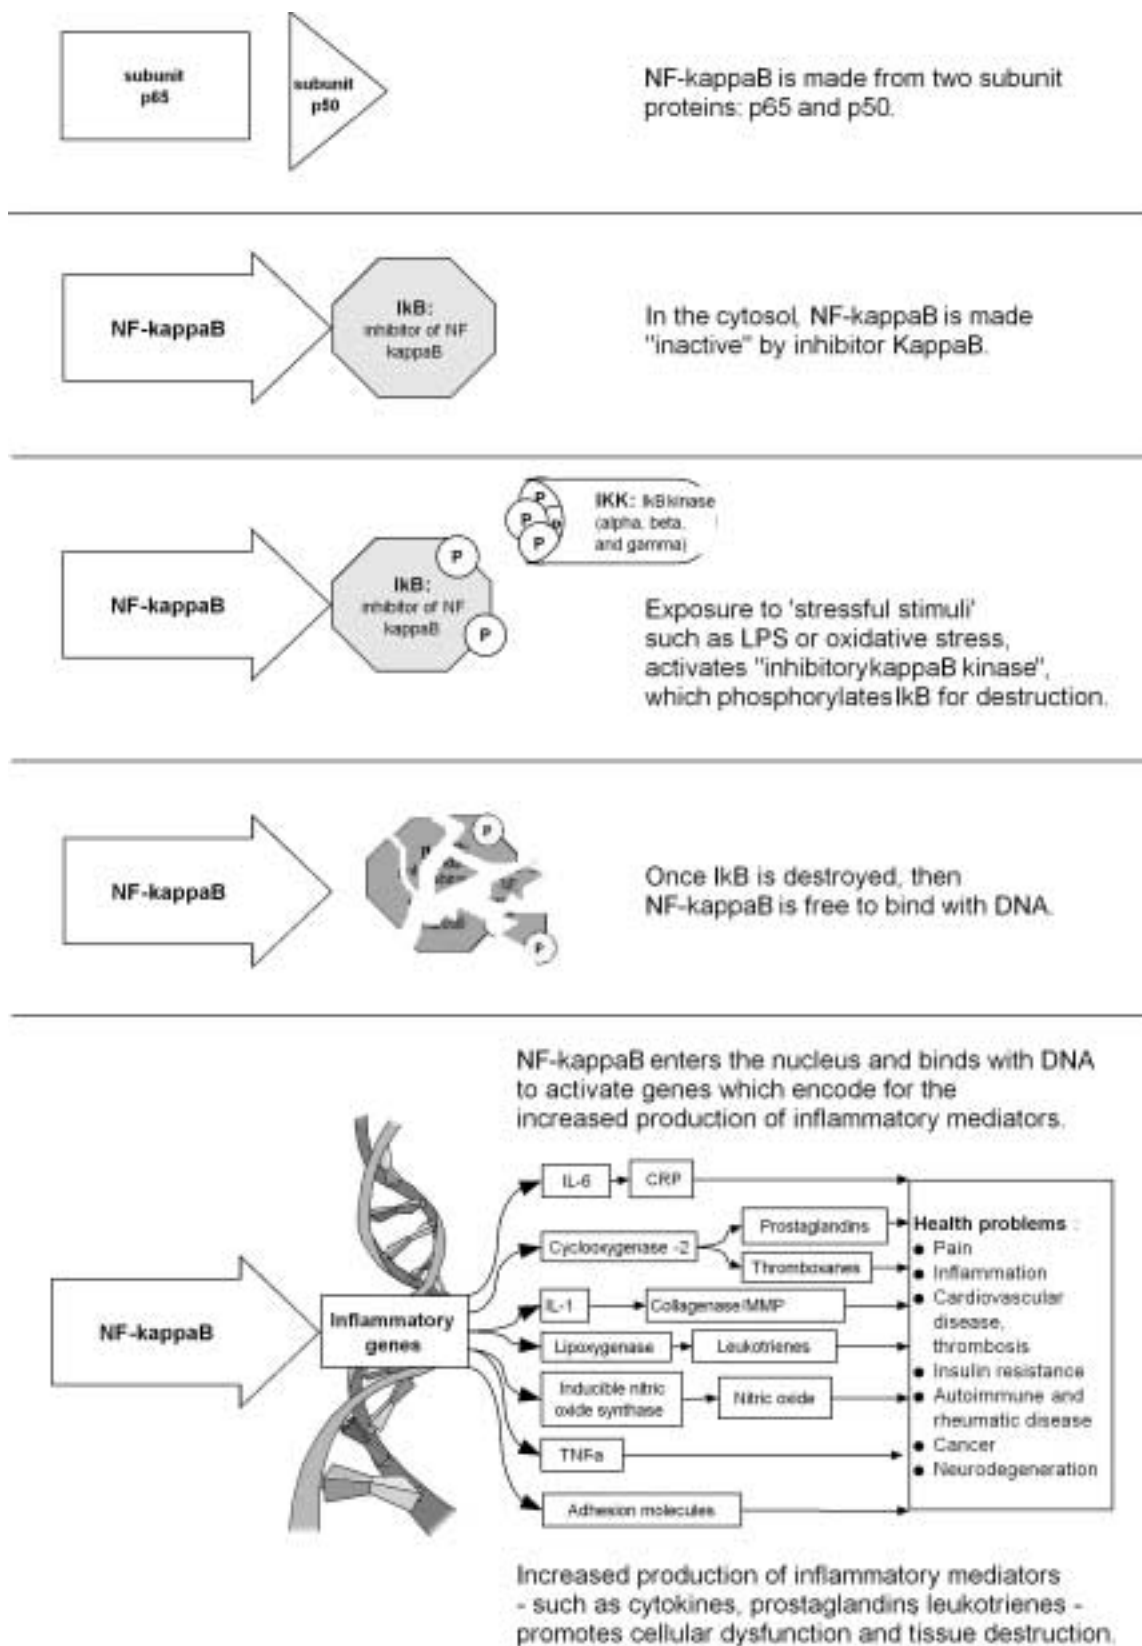 subunit
p65
subunit
p50
NF-kappaB is made from two subunit
proteins: p65 and p50.
NF-kappaB
IkB:
inhibitor of NF
kappaB
In the cytosol, NF-kappaB is made
"inactive" by inhibitor KappaB.
P
P
P
P
IKK: IkB kinase
(alpha, beta,
and gamma)
NF-kappaB
P
IkB:
inhibitor of NF
kappaB
P
Exposure to 'stressful stimuli'
such as LPS or oxidative stress,
activates "inhibitorykappaB kinase",
which phosphorylates IkB for destruction.
NF-kappaB
P
P
Once IkB is destroyed, then
NF-kappaB is free to bind with DNA.
NF-kappaB enters the nucleus and binds with DNA
to activate genes which encode for the
increased production of inflammatory mediators.
NF-kappaB
Inflammatory
genes
IL-6
CRP
Cyclooxygenase -2
Prostaglandins
Thromboxanes
IL-1
Collagenase/MMP
Lipoxygenase
Leukotrienes
Inducible nitric
oxide synthase
Nitric oxide
TNFa
Adhesion molecules
Health problems :
● Pain
● Inflammation
● Cardiovascular
disease,
thrombosis
● Insulin resistance
● Autoimmune and
rheumatic disease
● Cancer
● Neurodegeneration
Increased production of inflammatory mediators
- such as cytokines, prostaglandins leukotrienes -
promotes cellular dysfunction and tissue destruction.